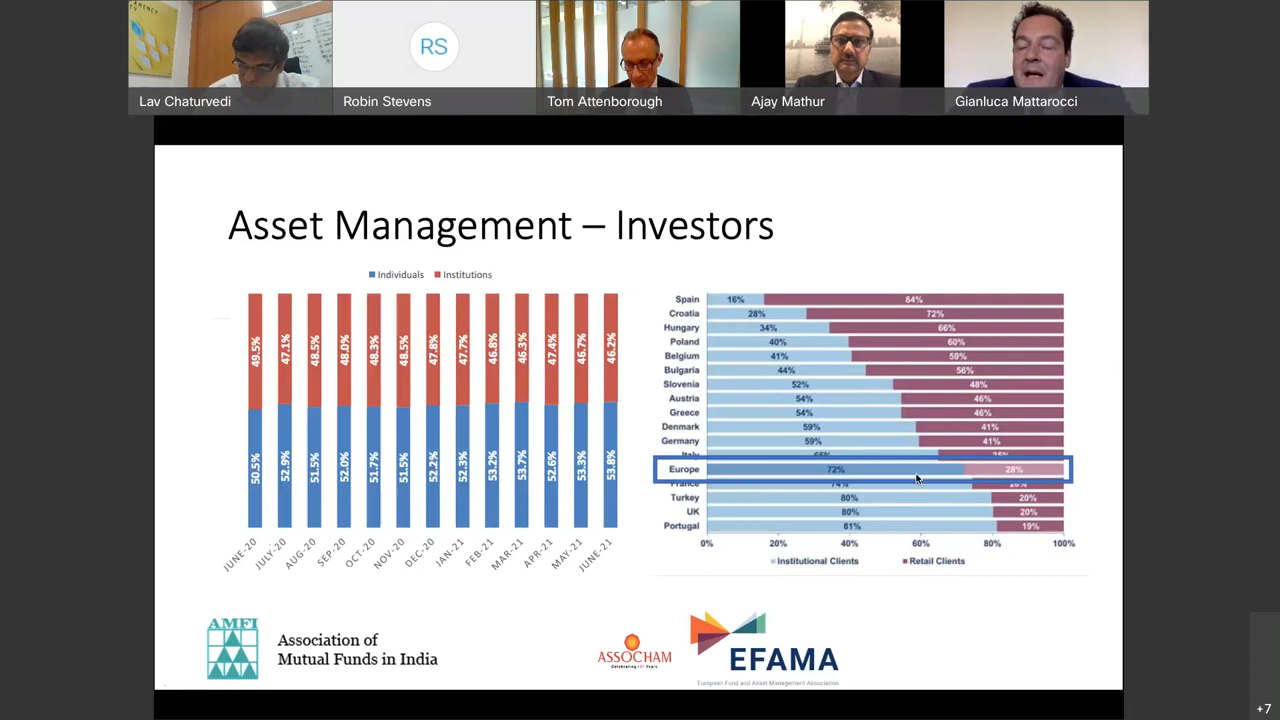 Lav Chaturvedi
RS
Robin Stevens
Tom Attenborough
Ajay Mathur
Gianluca Mattarocci
Asset Management – Investors
Individuals Institutions
49.5% 47.1% 48.5% 48.0% 48.3% 48.5% 47.8% 47.7% 46.8% 46.3% 47.4% 46.7% 46.2%
50.5% 52.9% 51.5% 52.0% 51.7% 51.5% 52.2% 52.3% 53.2% 53.7% 52.6% 53.3% 53.8%
JUNE-20 JULY-20 AUG-20 SEP-20 OCT-20 NOV-20 DEC-20 JAN-21 FEB-21 MAR-21 APR-21 MAY-21 JUNE-21
Spain 16% 84%
Croatia 28% 72%
Hungary 34% 66%
Poland 40% 60%
Belgium 41% 59%
Bulgaria 44% 56%
Slovenia 52% 48%
Austria 54% 46%
Greece 54% 46%
Denmark 59% 41%
Germany 59% 41%
Italy
Europe 72% 28%
France
Turkey 80% 20%
UK 80% 20%
Portugal 81% 19%
0% 20% 40% 60% 80% 100%
Institutional Clients Retail Clients
AMFI
Association of
Mutual Funds in India
ASSOCHAM
EFAMA
European Fund and Asset Management Association
+7